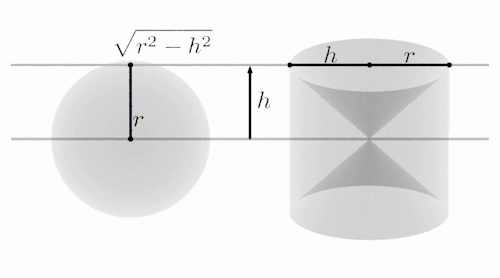 √(r² − h²)
h r
h
r